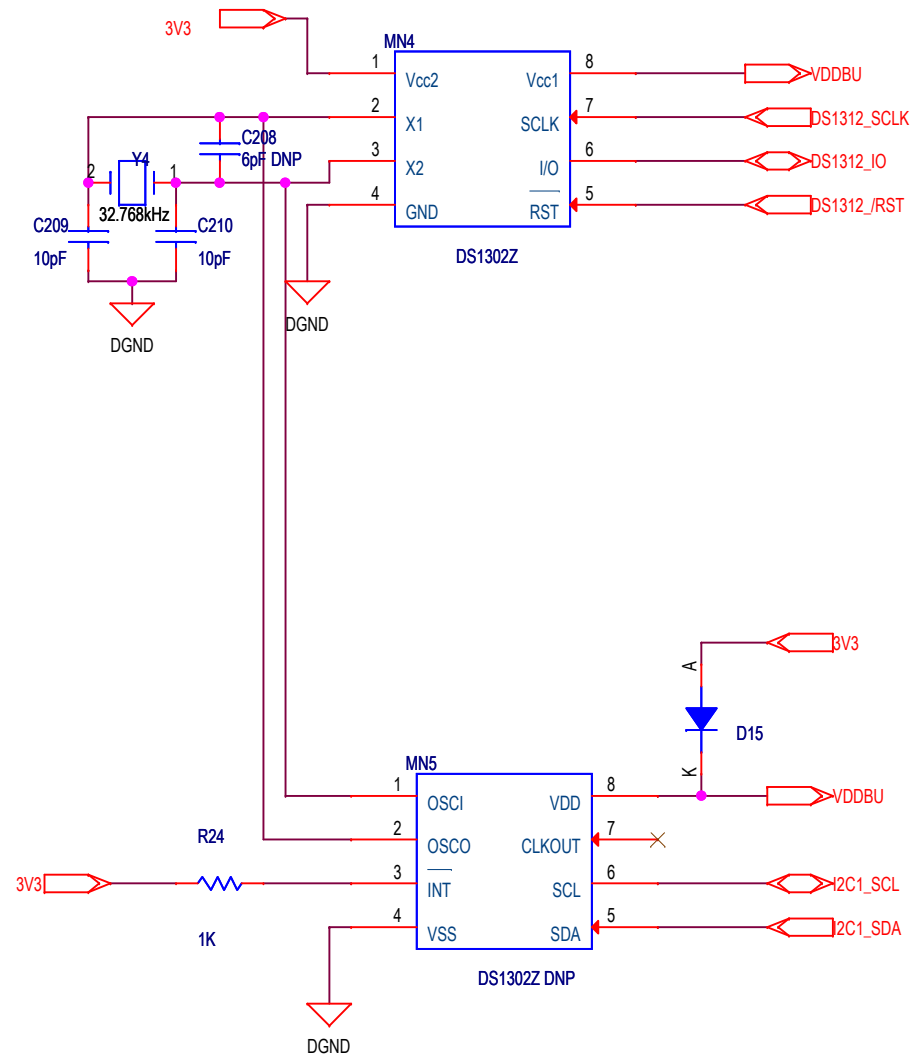 3V3
MN4
1
Vcc2
Vcc1
8
VDDBU
2
X1
SCLK
7
DS1312_SCLK
C208
6pF DNP
3
X2
I/O
6
DS1312_IO
2
Y4
1
32.768kHz
4
GND
RST
5
DS1312_/RST
C209
10pF
C210
10pF
DS1302Z
DGND
DGND
3V3
A
D15
K
MN5
1
OSCI
VDD
8
VDDBU
2
OSCO
CLKOUT
7
R24
3V3
1K
3
INT
SCL
6
I2C1_SCL
4
VSS
SDA
5
I2C1_SDA
DS1302Z DNP
DGND